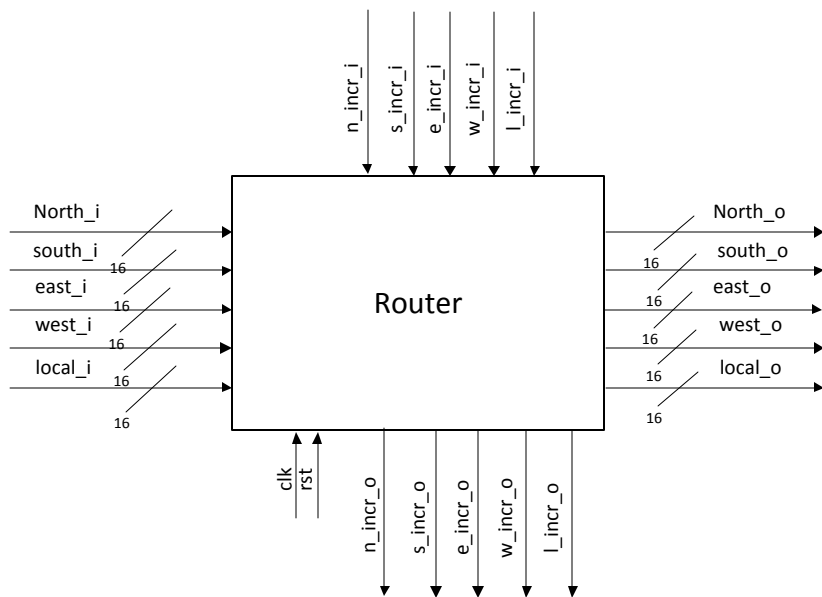 n_incr_i
s_incr_i
e_incr_i
w_incr_i
l_incr_i
North_i
16
south_i
16
east_i
16
west_i
16
local_i
16
Router
North_o
16
south_o
16
east_o
16
west_o
16
local_o
16
clk
rst
n_incr_o
s_incr_o
e_incr_o
w_incr_o
l_incr_o